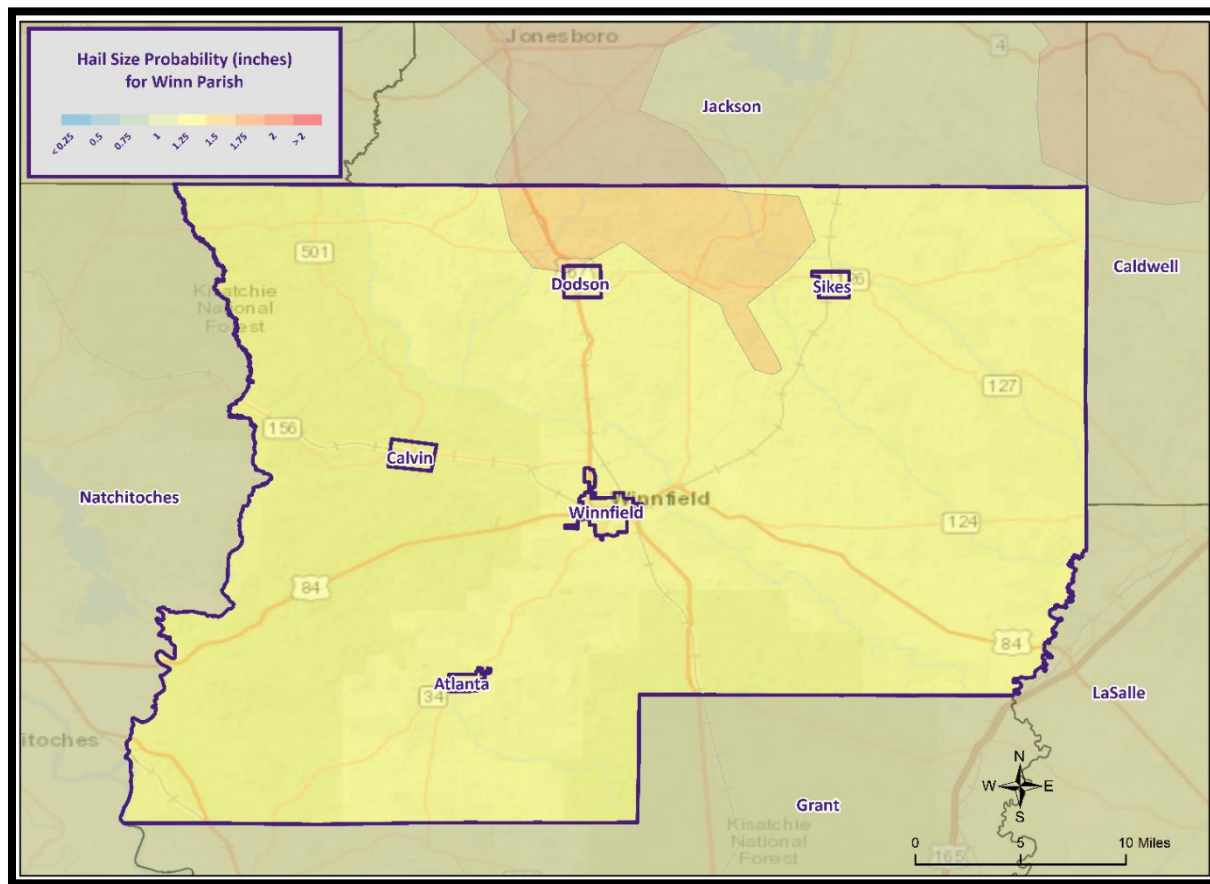 Hail Size Probability (inches)
for Winn Parish
< 0.25
0.5
0.75
1
1.25
1.5
1.75
2
> 2
Jonesboro
4
Jackson
501
Kisatchie
National
Forest
Dodson
Sikes
126
Caldwell
127
156
Calvin
Natchitoches
Winnfield
Winnfield
124
84
84
Atlanta
34
LaSalle
itoches
N
W
E
S
Grant
Kisatchie
National
Forest
165
0
5
10 Miles